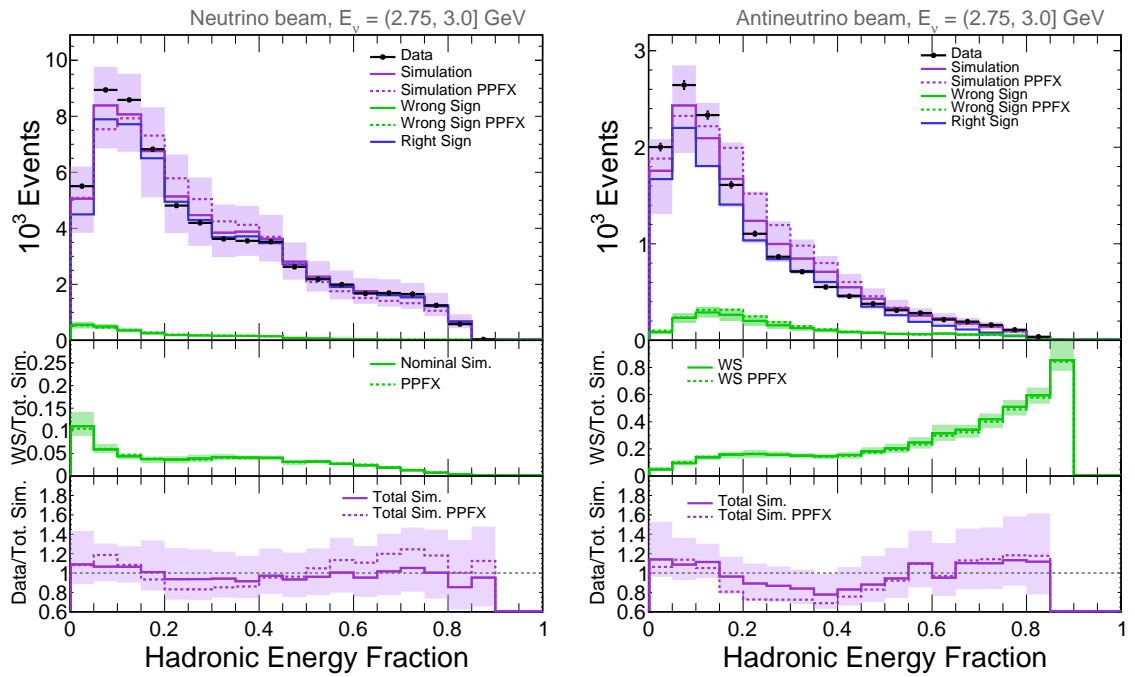 Neutrino beam, E_ν = (2.75, 3.0] GeV
10³ Events
10
8
6
4
2
0
Data
Simulation
Simulation PPFX
Wrong Sign
Wrong Sign PPFX
Right Sign
WS/Tot. Sim.
0.25
0.2
0.15
0.1
0.05
0
Nominal Sim.
PPFX
Data/Tot. Sim.
1.8
1.6
1.4
1.2
1
0.8
0.6
Total Sim.
Total Sim. PPFX
0 0.2 0.4 0.6 0.8 1
Hadronic Energy Fraction
Antineutrino beam, E_ν = (2.75, 3.0] GeV
10³ Events
3
2
1
0
Data
Simulation
Simulation PPFX
Wrong Sign
Wrong Sign PPFX
Right Sign
WS/Tot. Sim.
0.8
0.6
0.4
0.2
0
WS
WS PPFX
Data/Tot. Sim.
1.8
1.6
1.4
1.2
1
0.8
0.6
Total Sim.
Total Sim. PPFX
0 0.2 0.4 0.6 0.8 1
Hadronic Energy Fraction